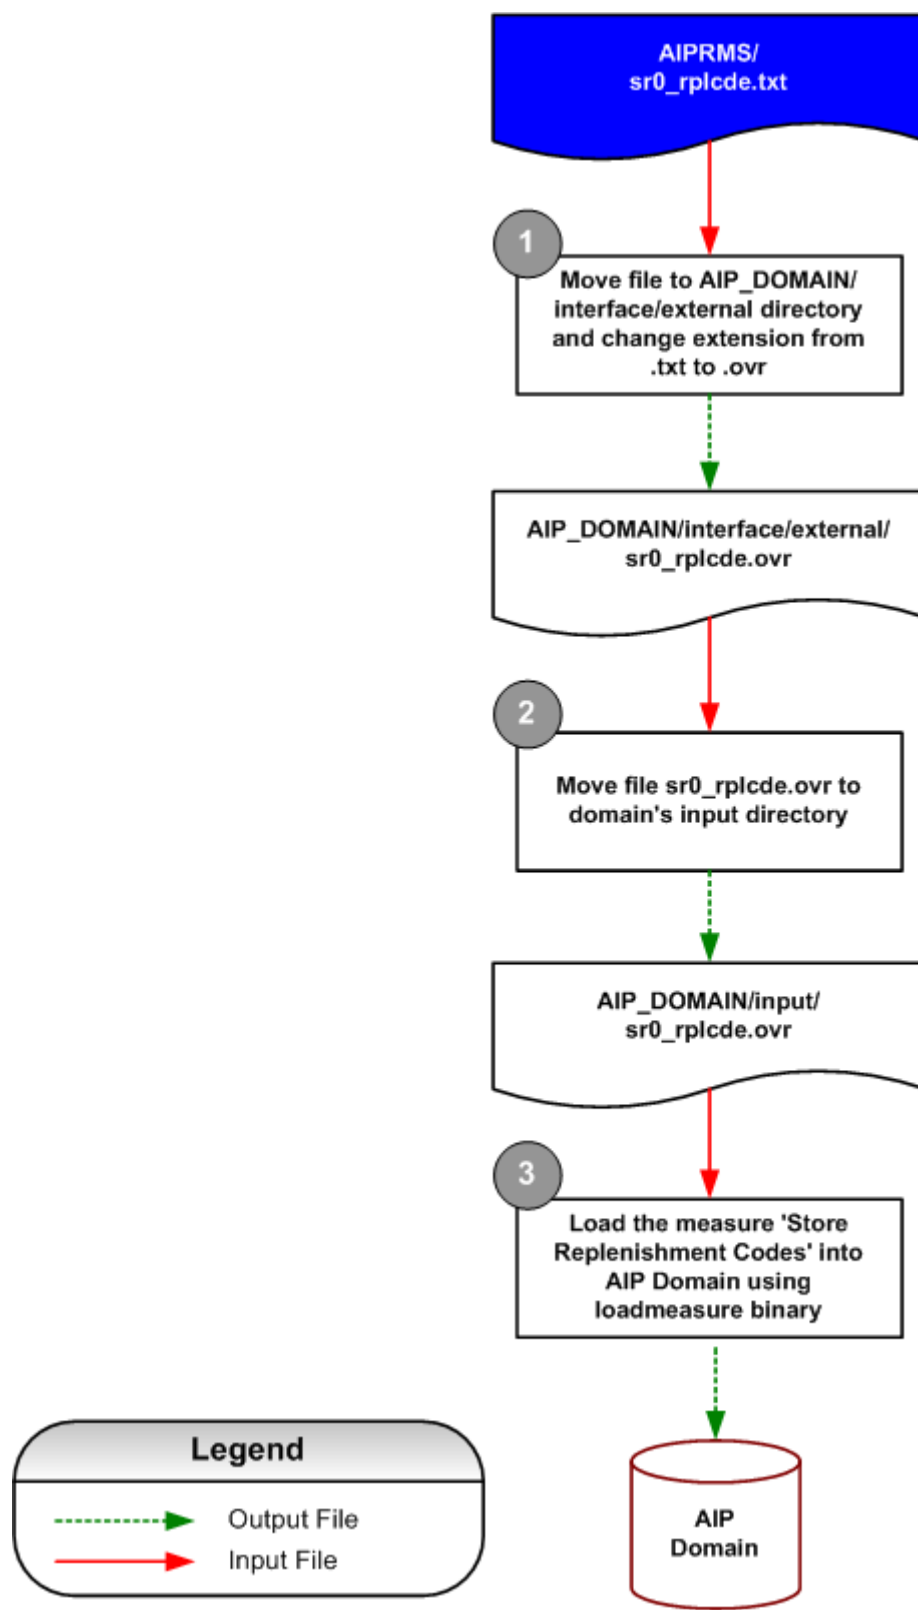 AIPRMS/
sr0_rplcde.txt
1
Move file to AIP_DOMAIN/
interface/external directory
and change extension from
.txt to .ovr
AIP_DOMAIN/interface/external/
sr0_rplcde.ovr
2
Move file sr0_rplcde.ovr to
domain's input directory
AIP_DOMAIN/input/
sr0_rplcde.ovr
3
Load the measure 'Store
Replenishment Codes' into
AIP Domain using
loadmeasure binary
Legend
Output File
Input File
AIP
Domain